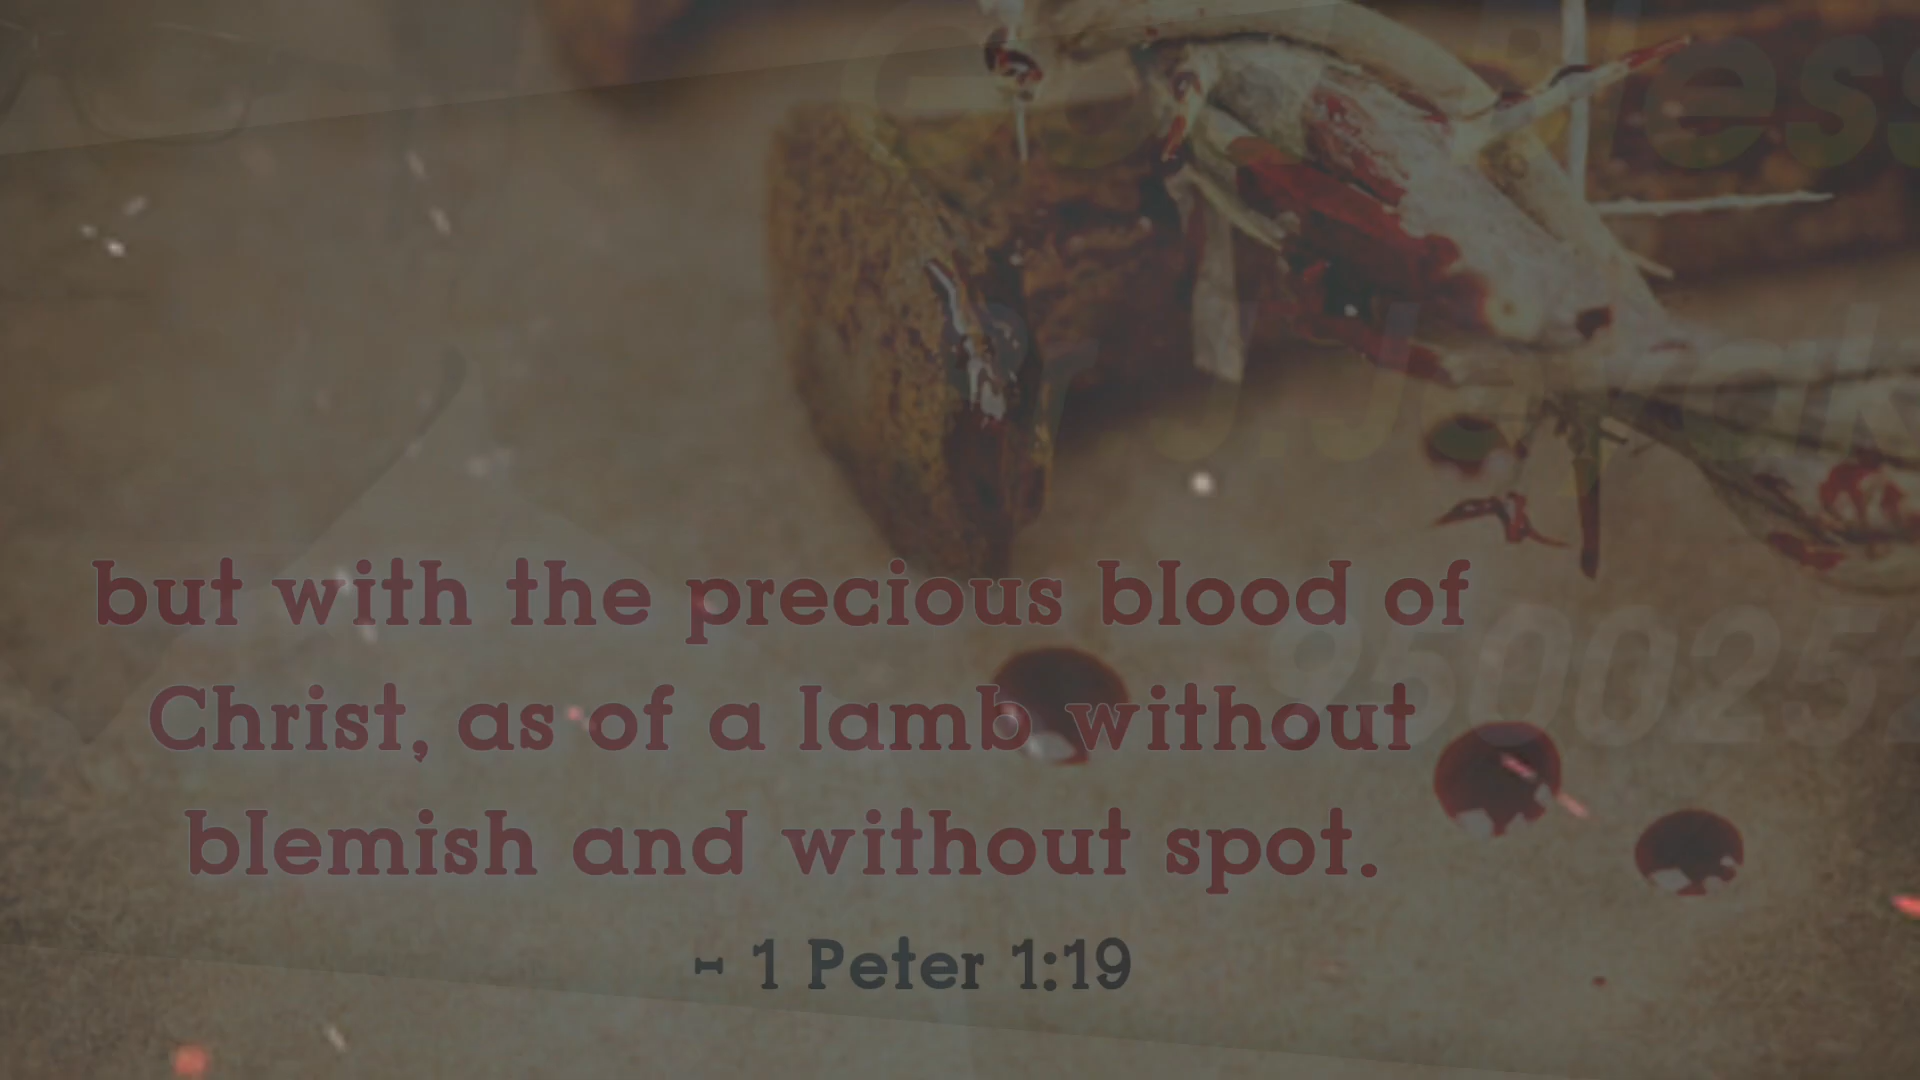 but with the precious blood of
Christ, as of a lamb without
blemish and without spot.
- 1 Peter 1:19